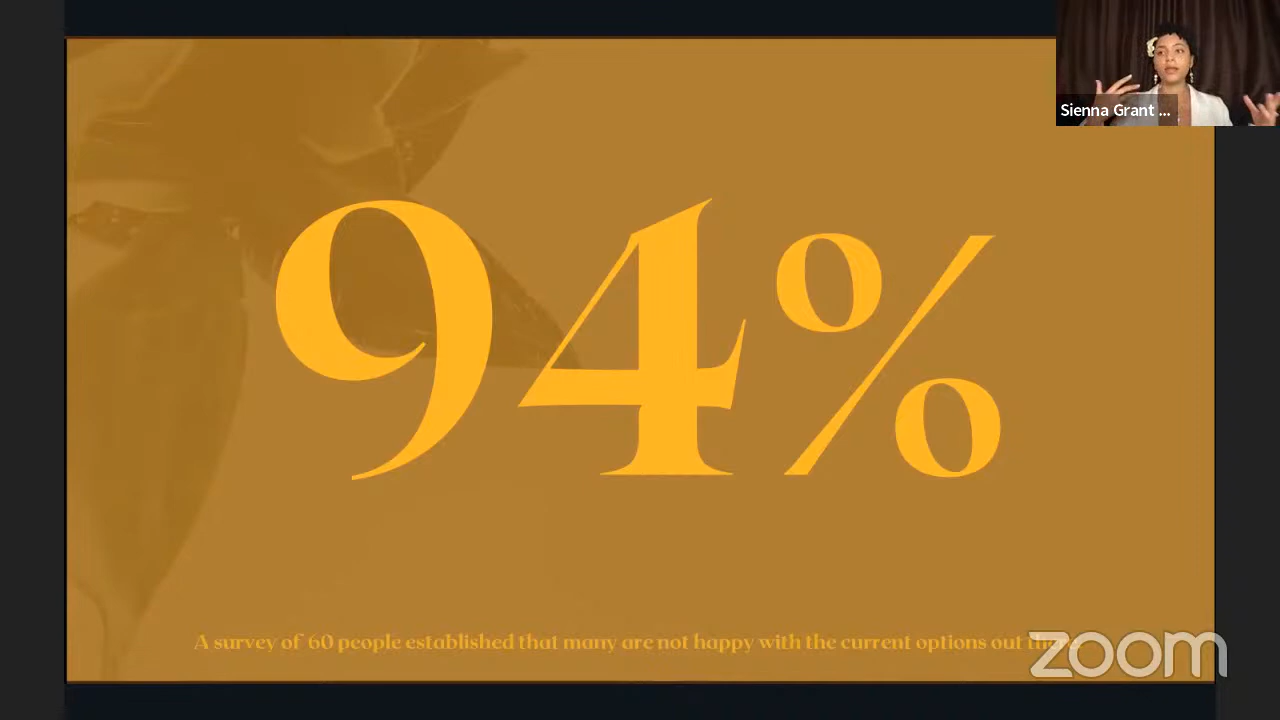 Sienna Grant ...
94%
A survey of 60 people established that many are not happy with the current options out there
zoom